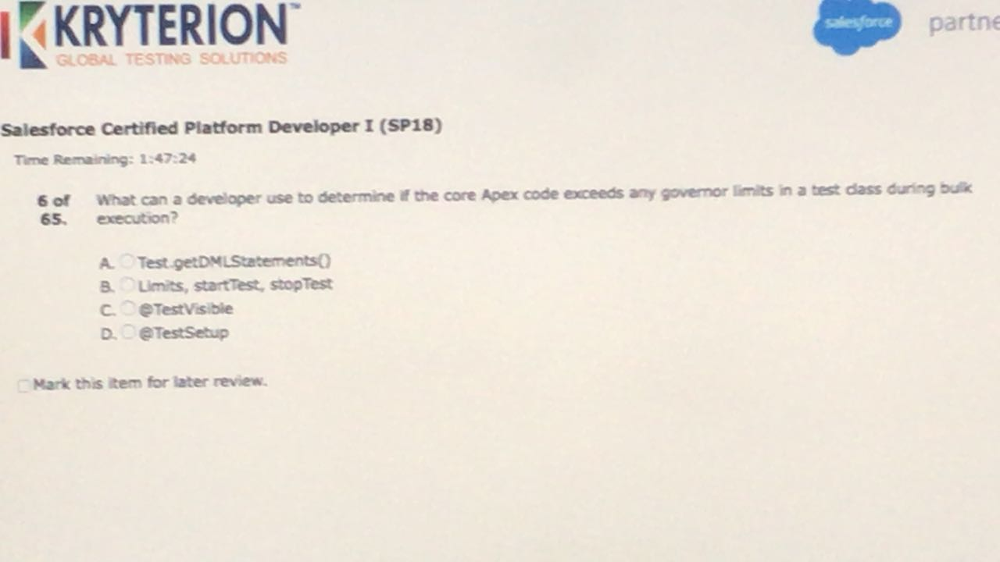 KRYTERION™
GLOBAL TESTING SOLUTIONS
salesforce partne
Salesforce Certified Platform Developer I (SP18)
Time Remaining: 1:47:24
6 of 65. What can a developer use to determine if the core Apex code exceeds any governor limits in a test class during bulk
execution?
A. Test.getDMLStatements()
B. Limits, startTest, stopTest
C. @TestVisible
D. @TestSetup
Mark this item for later review.